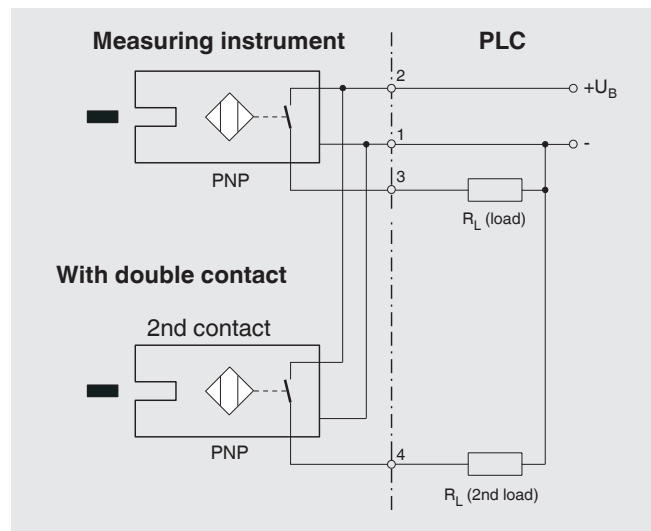 Measuring instrument
PLC
2
+U_B
1
-
PNP
3
R_L (load)
With double contact
2nd contact
PNP
4
R_L (2nd load)